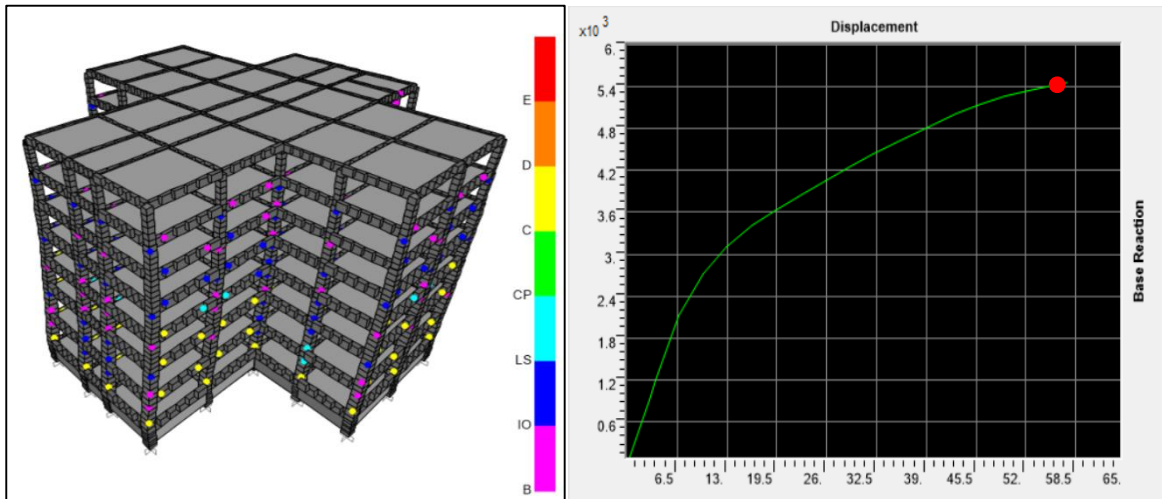 E
D
C
CP
LS
IO
B
Displacement
x10 3
6.
5.4
4.8
4.2
3.6
3.
2.4
1.8
1.2
0.6
6.5 13. 19.5 26. 32.5 39. 45.5 52. 58.5 65.
Base Reaction